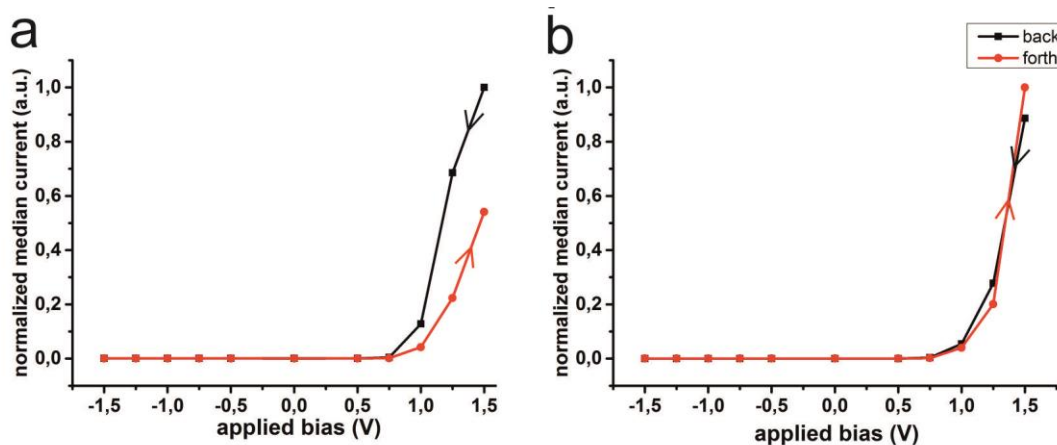 a
normalized median current (a.u.)
1,0
0,8
0,6
0,4
0,2
0,0
-1,5 -1,0 -0,5 0,0 0,5 1,0 1,5
applied bias (V)
b
back
forth
normalized median current (a.u.)
1,0
0,8
0,6
0,4
0,2
0,0
-1,5 -1,0 -0,5 0,0 0,5 1,0 1,5
applied bias (V)